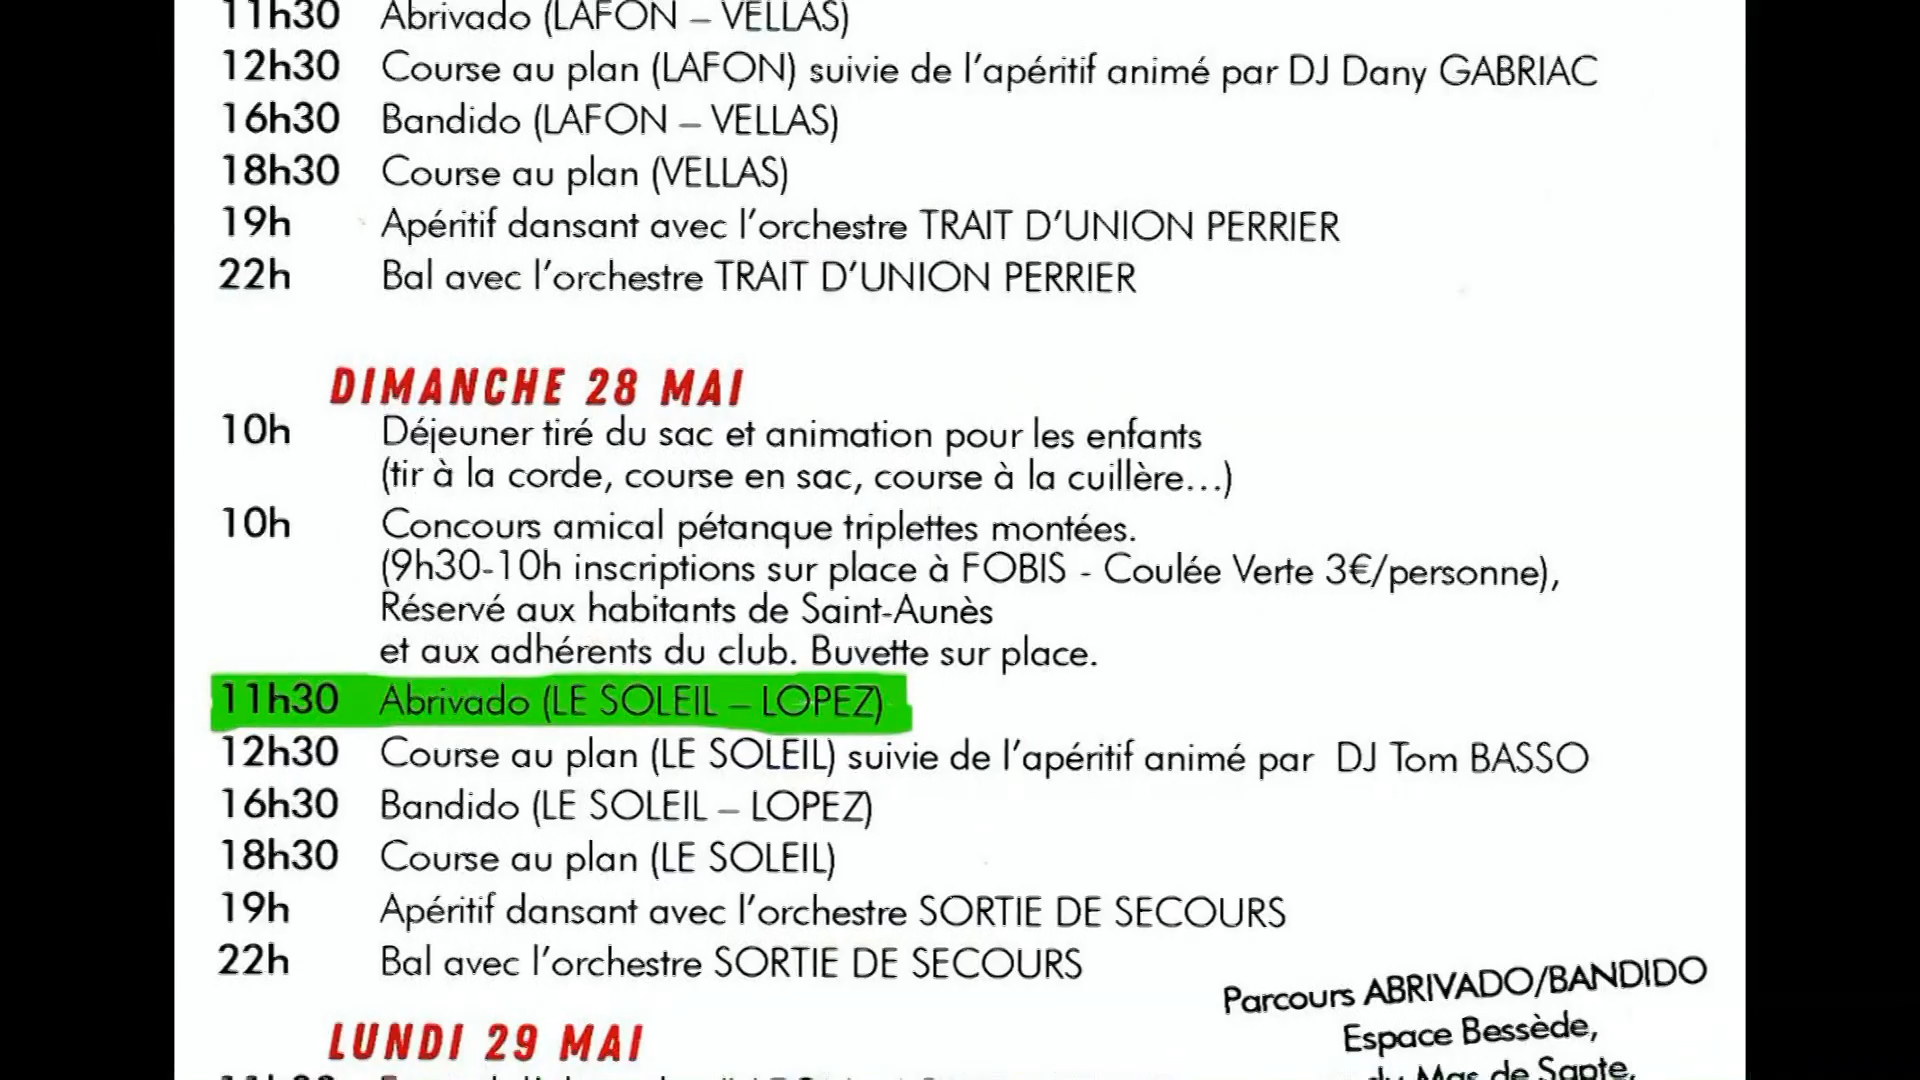 11h30 Abrivado (LAFON – VELLAS)
12h30 Course au plan (LAFON) suivie de l'apéritif animé par DJ Dany GABRIAC
16h30 Bandido (LAFON – VELLAS)
18h30 Course au plan (VELLAS)
19h Apéritif dansant avec l'orchestre TRAIT D'UNION PERRIER
22h Bal avec l'orchestre TRAIT D'UNION PERRIER
DIMANCHE 28 MAI
10h Déjeuner tiré du sac et animation pour les enfants
(tir à la corde, course en sac, course à la cuillère...)
10h Concours amical pétanque triplettes montées.
(9h30-10h inscriptions sur place à FOBIS - Coulée Verte 3€/personne),
Réservé aux habitants de Saint-Aunès
et aux adhérents du club. Buvette sur place.
11h30 Abrivado (LE SOLEIL – LOPEZ)
12h30 Course au plan (LE SOLEIL) suivie de l'apéritif animé par DJ Tom BASSO
16h30 Bandido (LE SOLEIL – LOPEZ)
18h30 Course au plan (LE SOLEIL)
19h Apéritif dansant avec l'orchestre SORTIE DE SECOURS
22h Bal avec l'orchestre SORTIE DE SECOURS
Parcours ABRIVADO/BANDIDO
Espace Bessède,
du Mas de Sapte,
LUNDI 29 MAI